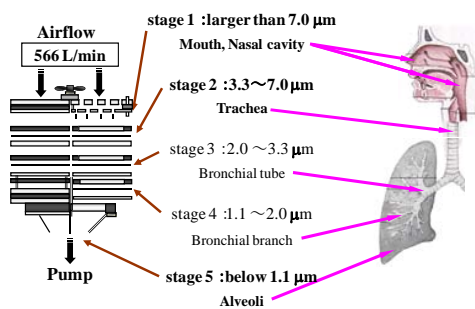 Airflow
566 L/min
stage 1 :larger than 7.0 μm
Mouth, Nasal cavity
stage 2 :3.3～7.0 μm
Trachea
stage 3 :2.0 ～3.3 μm
Bronchial tube
stage 4 :1.1 ～2.0 μm
Bronchial branch
stage 5 :below 1.1 μm
Alveoli
Pump